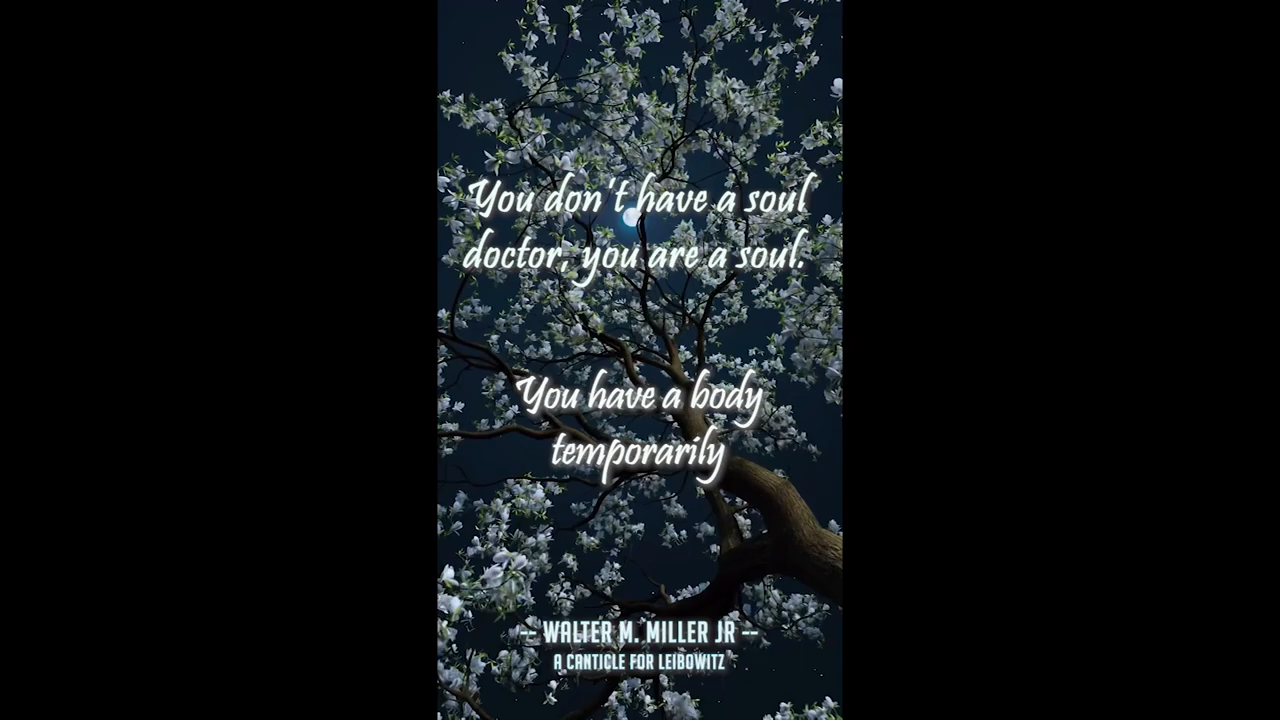 You don't have a soul
doctor, you are a soul.
You have a body
temporarily
-- WALTER M. MILLER JR --
A CANTICLE FOR LEIBOWITZ